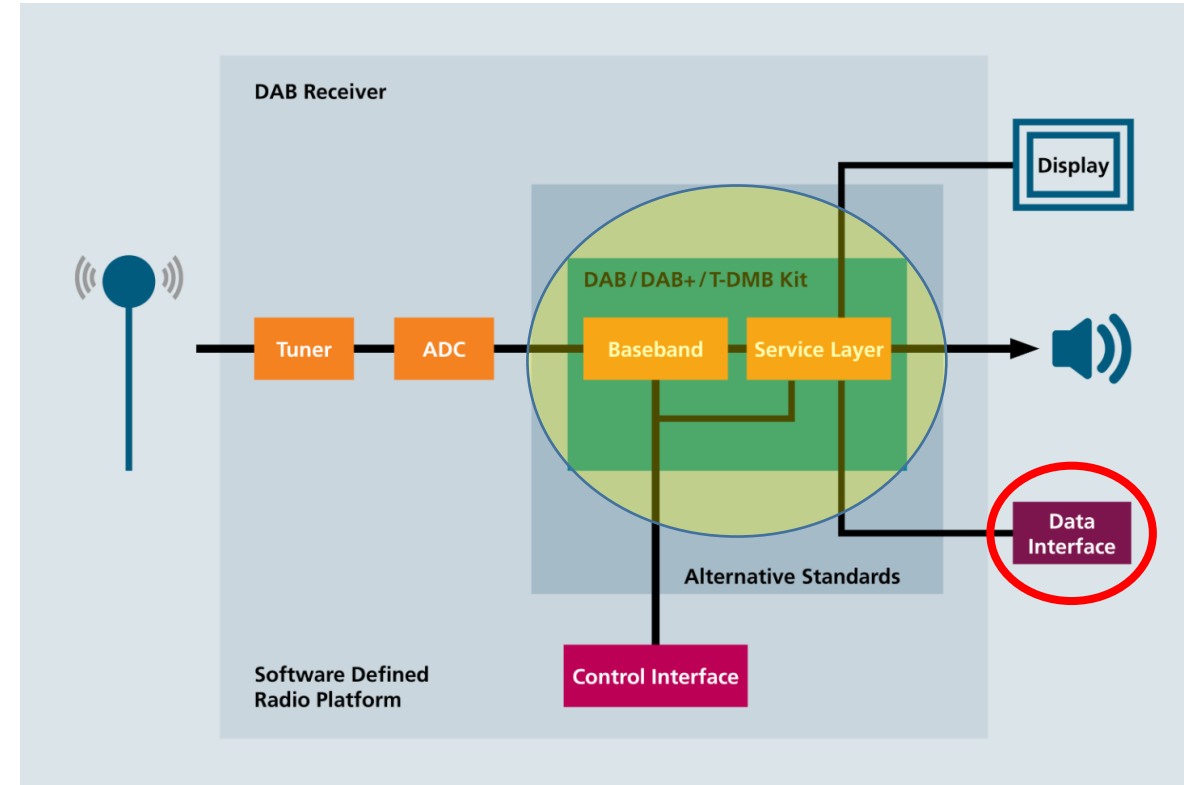 DAB Receiver
Display
DAB/DAB+/T-DMB Kit
Tuner
ADC
Baseband
Service Layer
Data
Interface
Alternative Standards
Software Defined
Radio Platform
Control Interface